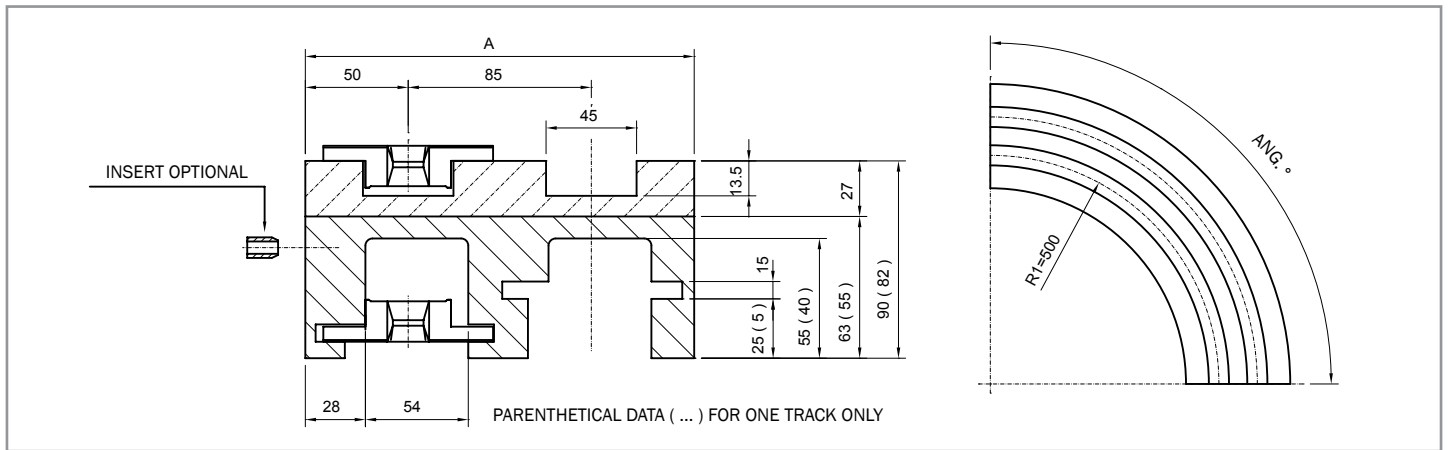 A
50
85
45
INSERT OPTIONAL
13.5
27
15
25 ( 5 )
55 ( 40 )
63 ( 55 )
90 ( 82 )
28
54
PARENTHETICAL DATA ( ... ) FOR ONE TRACK ONLY
ANG. °
R1=500